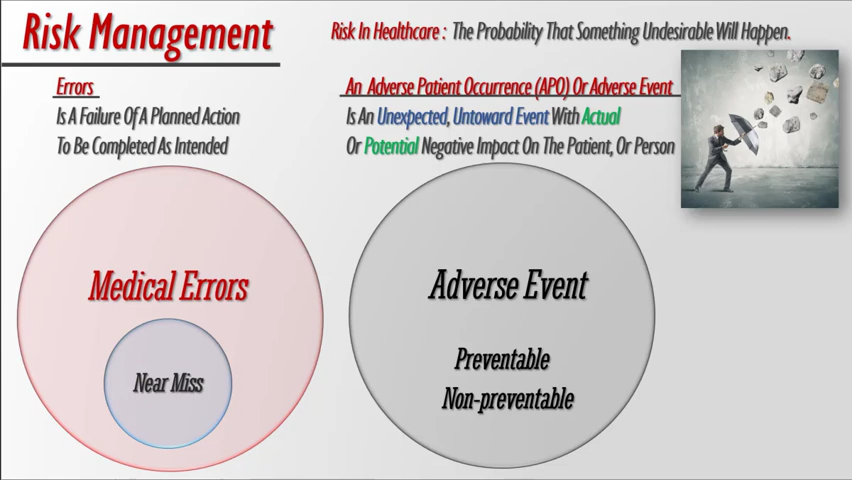 Risk Management
Risk In Healthcare : The Probability That Something Undesirable Will Happen.
Errors
Is A Failure Of A Planned Action
To Be Completed As Intended
An Adverse Patient Occurrence (APO) Or Adverse Event
Is An Unexpected, Untoward Event With Actual
Or Potential Negative Impact On The Patient, Or Person
Medical Errors
Near Miss
Adverse Event
Preventable
Non-preventable